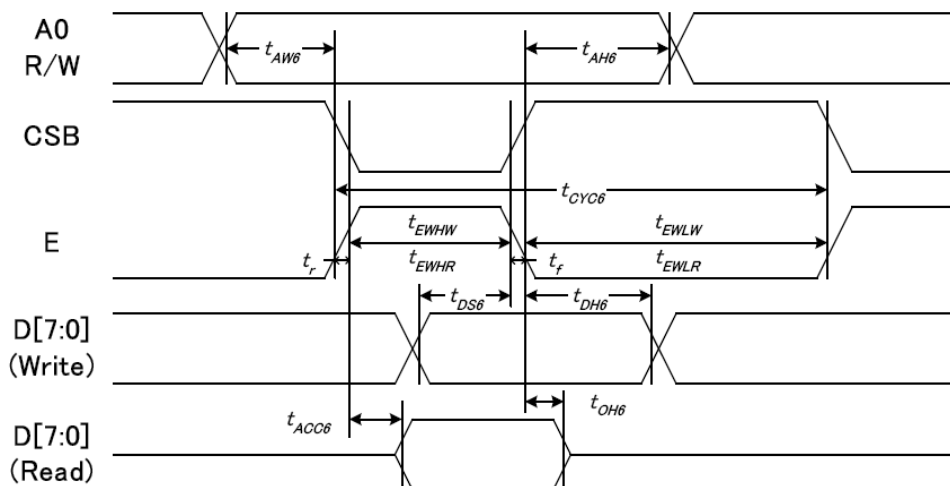 A0
R/W
tAW6
tAH6
CSB
tCYC6
E
tEWHW
tEWLW
tr
tEWHR
tf
tEWLR
tDS6
tDH6
D[7:0]
(Write)
tACC6
tOH6
D[7:0]
(Read)